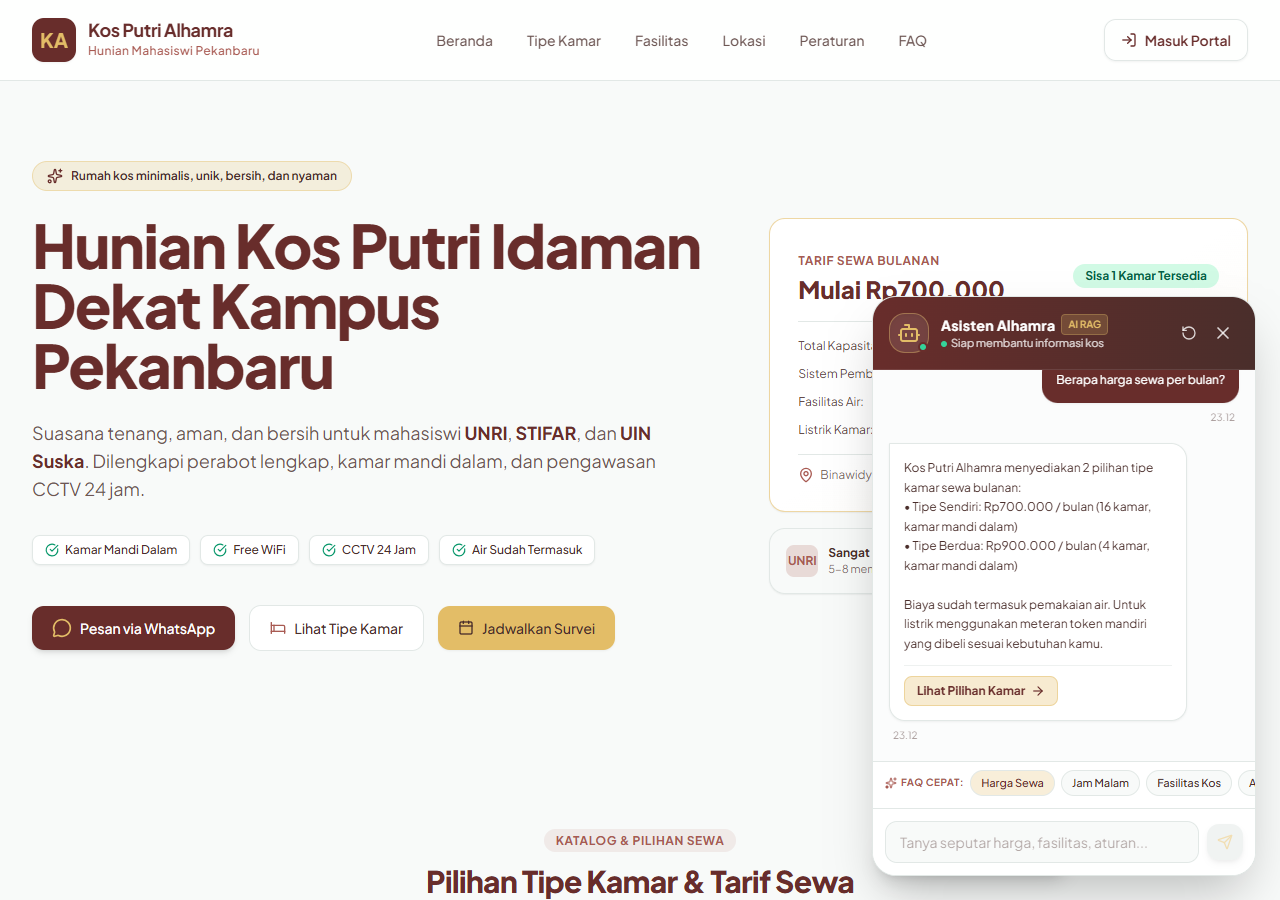 KA
Kos Putri Alhamra
Hunian Mahasiswi Pekanbaru
Beranda
Tipe Kamar
Fasilitas
Lokasi
Peraturan
FAQ
Masuk Portal
Rumah kos minimalis, unik, bersih, dan nyaman
Hunian Kos Putri Idaman
Dekat Kampus
Pekanbaru
Suasana tenang, aman, dan bersih untuk mahasiswi UNRI, STIFAR, dan UIN
Suska. Dilengkapi perabot lengkap, kamar mandi dalam, dan pengawasan
CCTV 24 jam.
Kamar Mandi Dalam
Free WiFi
CCTV 24 Jam
Air Sudah Termasuk
Pesan via WhatsApp
Lihat Tipe Kamar
Jadwalkan Survei
TARIF SEWA BULANAN
Mulai Rp700.000
Sisa 1 Kamar Tersedia
Total Kapasit
Sistem Pemb
Fasilitas Air:
Listrik Kamar:
Binawidy
UNRI
Sangat
5–8 men
Asisten Alhamra
AI RAG
Siap membantu informasi kos
Berapa harga sewa per bulan?
23.12
Kos Putri Alhamra menyediakan 2 pilihan tipe
kamar sewa bulanan:
• Tipe Sendiri: Rp700.000 / bulan (16 kamar,
kamar mandi dalam)
• Tipe Berdua: Rp900.000 / bulan (4 kamar,
kamar mandi dalam)
Biaya sudah termasuk pemakaian air. Untuk
listrik menggunakan meteran token mandiri
yang dibeli sesuai kebutuhan kamu.
Lihat Pilihan Kamar
23.12
FAQ CEPAT:
Harga Sewa
Jam Malam
Fasilitas Kos
Tanya seputar harga, fasilitas, aturan...
KATALOG & PILIHAN SEWA
Pilihan Tipe Kamar & Tarif Sewa